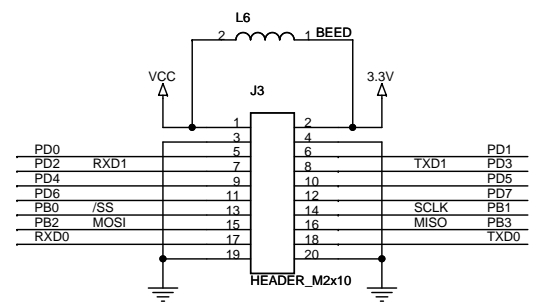 L6
2 1 BEED
VCC J3 3.3V
1 2
3 4
PD0 5 6 PD1
PD2 RXD1 7 8 TXD1 PD3
PD4 9 10 PD5
PD6 11 12 PD7
PB0 /SS 13 14 SCLK PB1
PB2 MOSI 15 16 MISO PB3
RXD0 17 18 TXD0
19 20
HEADER_M2x10